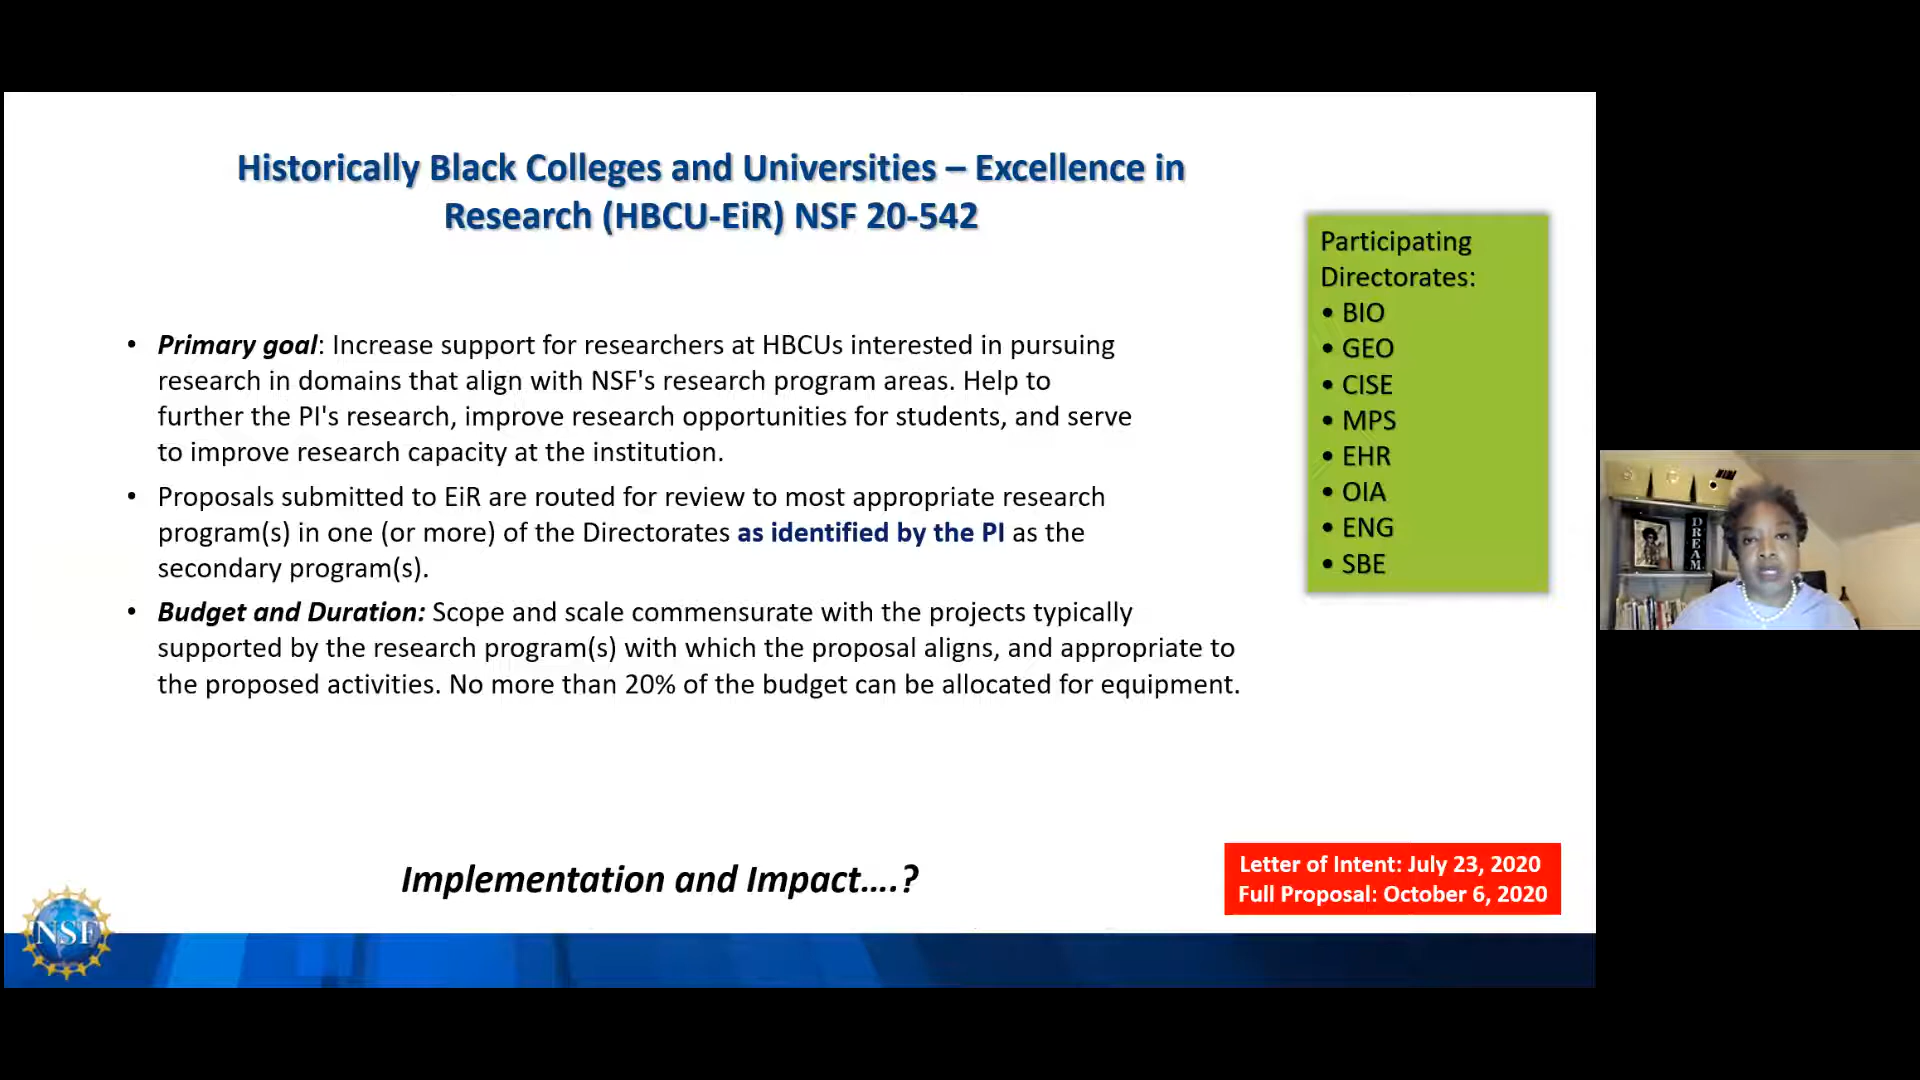 Historically Black Colleges and Universities – Excellence in
Research (HBCU-EiR) NSF 20-542
• Primary goal: Increase support for researchers at HBCUs interested in pursuing
research in domains that align with NSF's research program areas. Help to
further the PI's research, improve research opportunities for students, and serve
to improve research capacity at the institution.
• Proposals submitted to EiR are routed for review to most appropriate research
program(s) in one (or more) of the Directorates as identified by the PI as the
secondary program(s).
• Budget and Duration: Scope and scale commensurate with the projects typically
supported by the research program(s) with which the proposal aligns, and appropriate to
the proposed activities. No more than 20% of the budget can be allocated for equipment.
Participating
Directorates:
• BIO
• GEO
• CISE
• MPS
• EHR
• OIA
• ENG
• SBE
Implementation and Impact….?
Letter of Intent: July 23, 2020
Full Proposal: October 6, 2020
NSF
DREAM